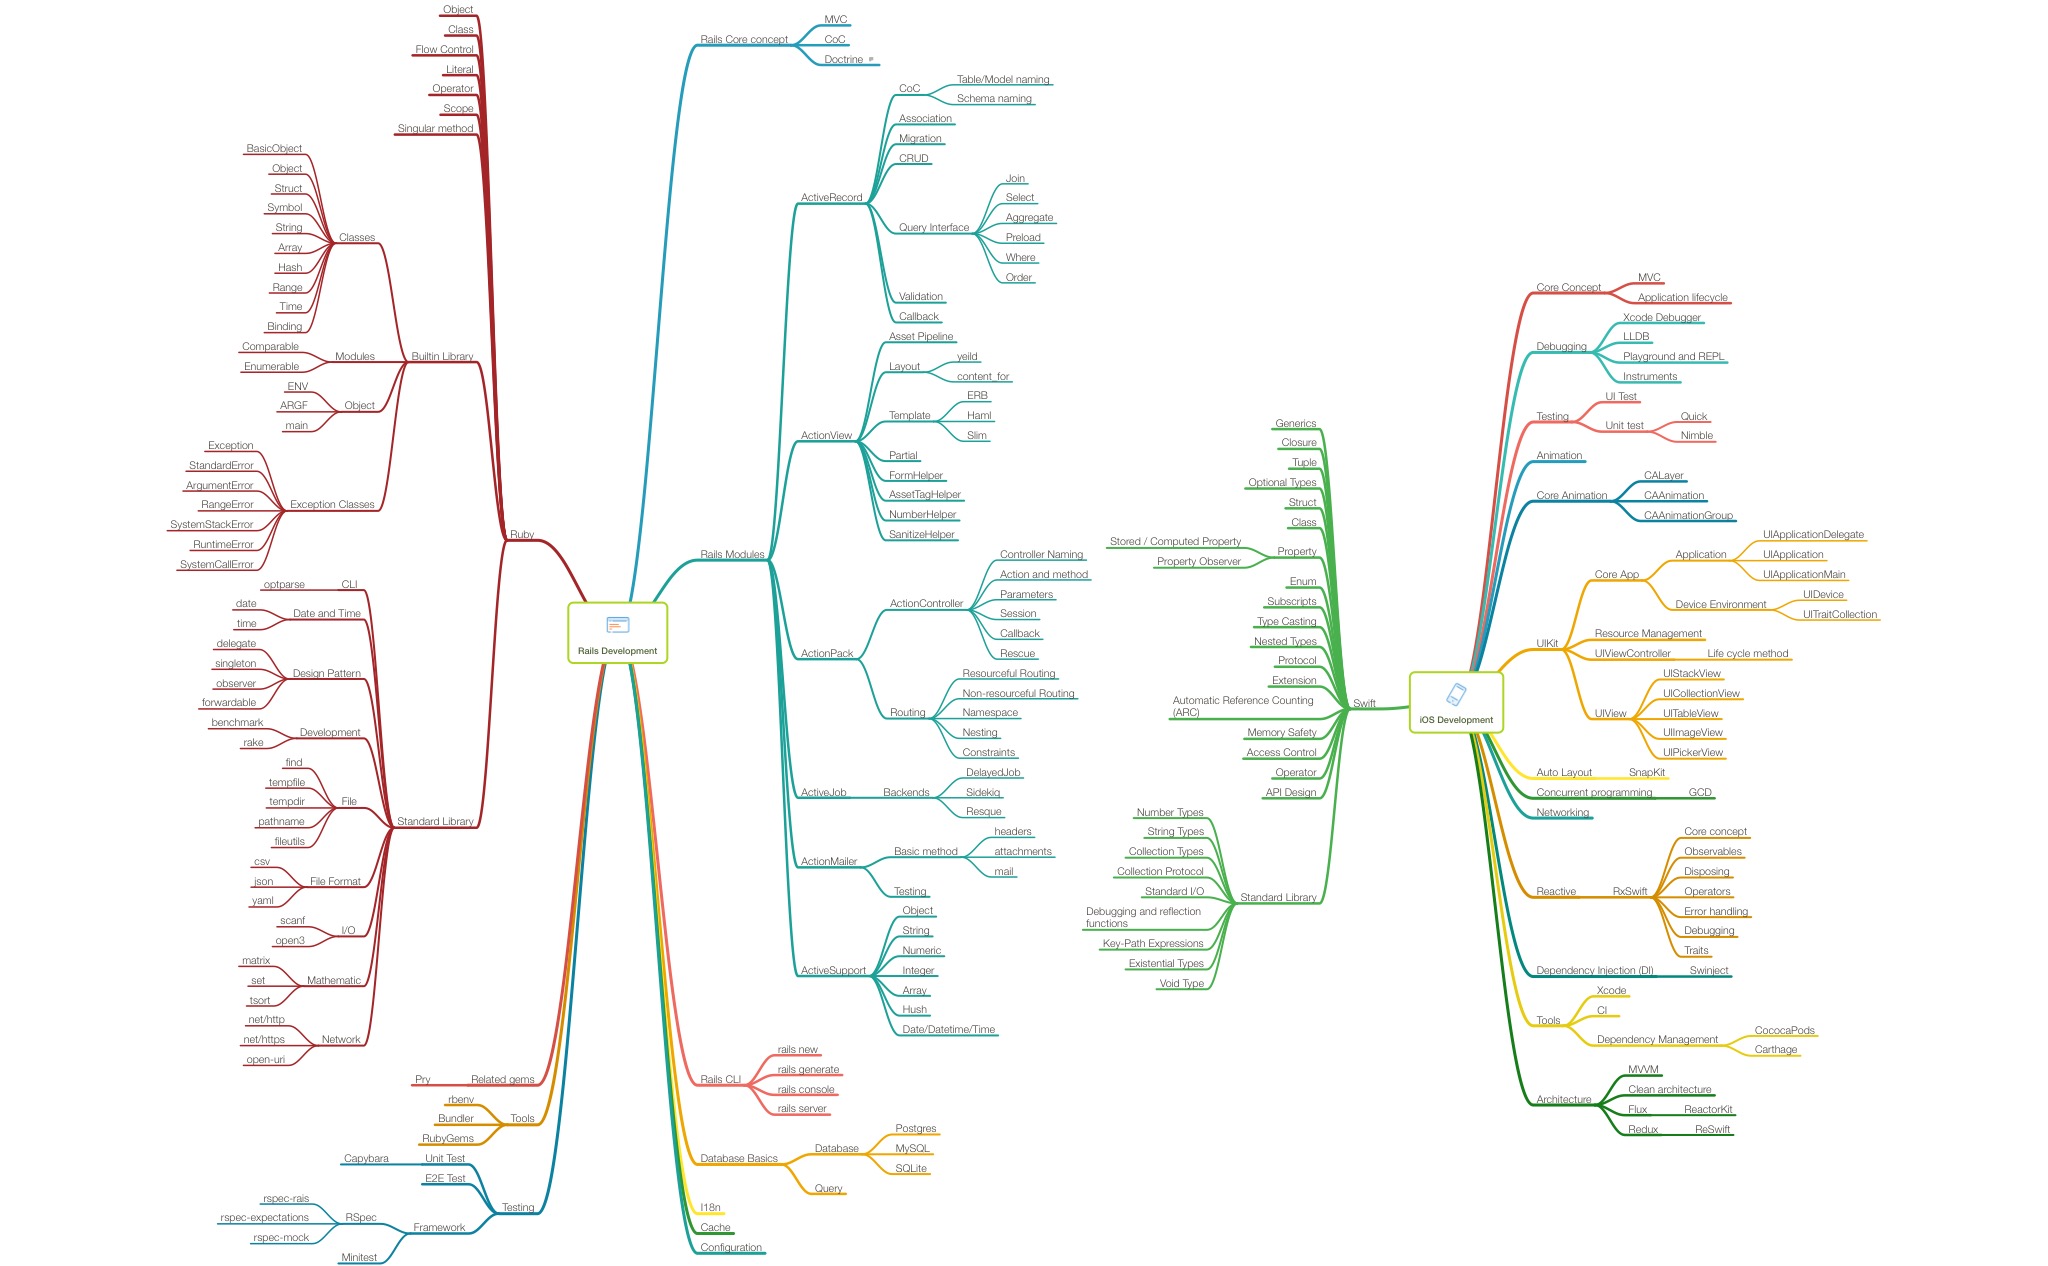 Object
Class
Flow Control
Literal
Operator
Scope
Singular method
BasicObject
Object
Struct
Symbol
String
Array
Hash
Range
Time
Binding
Classes
Comparable
Enumerable
Modules
Builtin Library
ENV
ARGF
main
Object
Exception
StandardError
ArgumentError
RangeError
SystemStackError
RuntimeError
SystemCallError
Exception Classes
Ruby
optparse
CLI
date
time
Date and Time
delegate
singleton
observer
forwardable
Design Pattern
benchmark
rake
Development
find
tempfile
tempdir
pathname
fileutils
File
Standard Library
csv
json
yaml
File Format
scanf
open3
I/O
matrix
set
tsort
Mathematic
net/http
net/https
open-uri
Network
Pry
Related gems
rbenv
Bundler
RubyGems
Tools
Capybara
Unit Test
E2E Test
Testing
rspec-rais
rspec-expectations
rspec-mock
RSpec
Framework
Minitest
Rails Development
Rails Core concept
MVC
CoC
Doctrine
Rails Modules
ActiveRecord
CoC
Table/Model naming
Schema naming
Association
Migration
CRUD
Query Interface
Join
Select
Aggregate
Preload
Where
Order
Validation
Callback
ActionView
Asset Pipeline
Layout
yeild
content_for
Template
ERB
Haml
Slim
Partial
FormHelper
AssetTagHelper
NumberHelper
SanitizeHelper
ActionPack
ActionController
Controller Naming
Action and method
Parameters
Session
Callback
Rescue
Routing
Resourceful Routing
Non-resourceful Routing
Namespace
Nesting
Constraints
ActiveJob
Backends
DelayedJob
Sidekiq
Resque
ActionMailer
Basic method
headers
attachments
mail
Testing
ActiveSupport
Object
String
Numeric
Integer
Array
Hush
Date/Datetime/Time
Rails CLI
rails new
rails generate
rails console
rails server
Database Basics
Database
Postgres
MySQL
SQLite
Query
I18n
Cache
Configuration
Generics
Closure
Tuple
Optional Types
Struct
Class
Stored / Computed Property
Property Observer
Property
Enum
Subscripts
Type Casting
Nested Types
Protocol
Extension
Automatic Reference Counting
(ARC)
Swift
Memory Safety
Access Control
Operator
API Design
Number Types
String Types
Collection Types
Collection Protocol
Standard I/O
Debugging and reflection
functions
Key-Path Expressions
Existential Types
Void Type
Standard Library
iOS Development
Core Concept
MVC
Application lifecycle
Debugging
Xcode Debugger
LLDB
Playground and REPL
Instruments
Testing
UI Test
Unit test
Quick
Nimble
Animation
Core Animation
CALayer
CAAnimation
CAAnimationGroup
UIKit
Core App
Application
UIApplicationDelegate
UIApplication
UIApplicationMain
Device Environment
UIDevice
UITraitCollection
Resource Management
UIViewController
Life cycle method
UIView
UIStackView
UICollectionView
UITableView
UIImageView
UIPickerView
Auto Layout
SnapKit
Concurrent programming
GCD
Networking
Reactive
RxSwift
Core concept
Observables
Disposing
Operators
Error handling
Debugging
Traits
Dependency Injection (DI)
Swinject
Tools
Xcode
CI
Dependency Management
CococaPods
Carthage
Architecture
MVVM
Clean architecture
Flux
ReactorKit
Redux
ReSwift